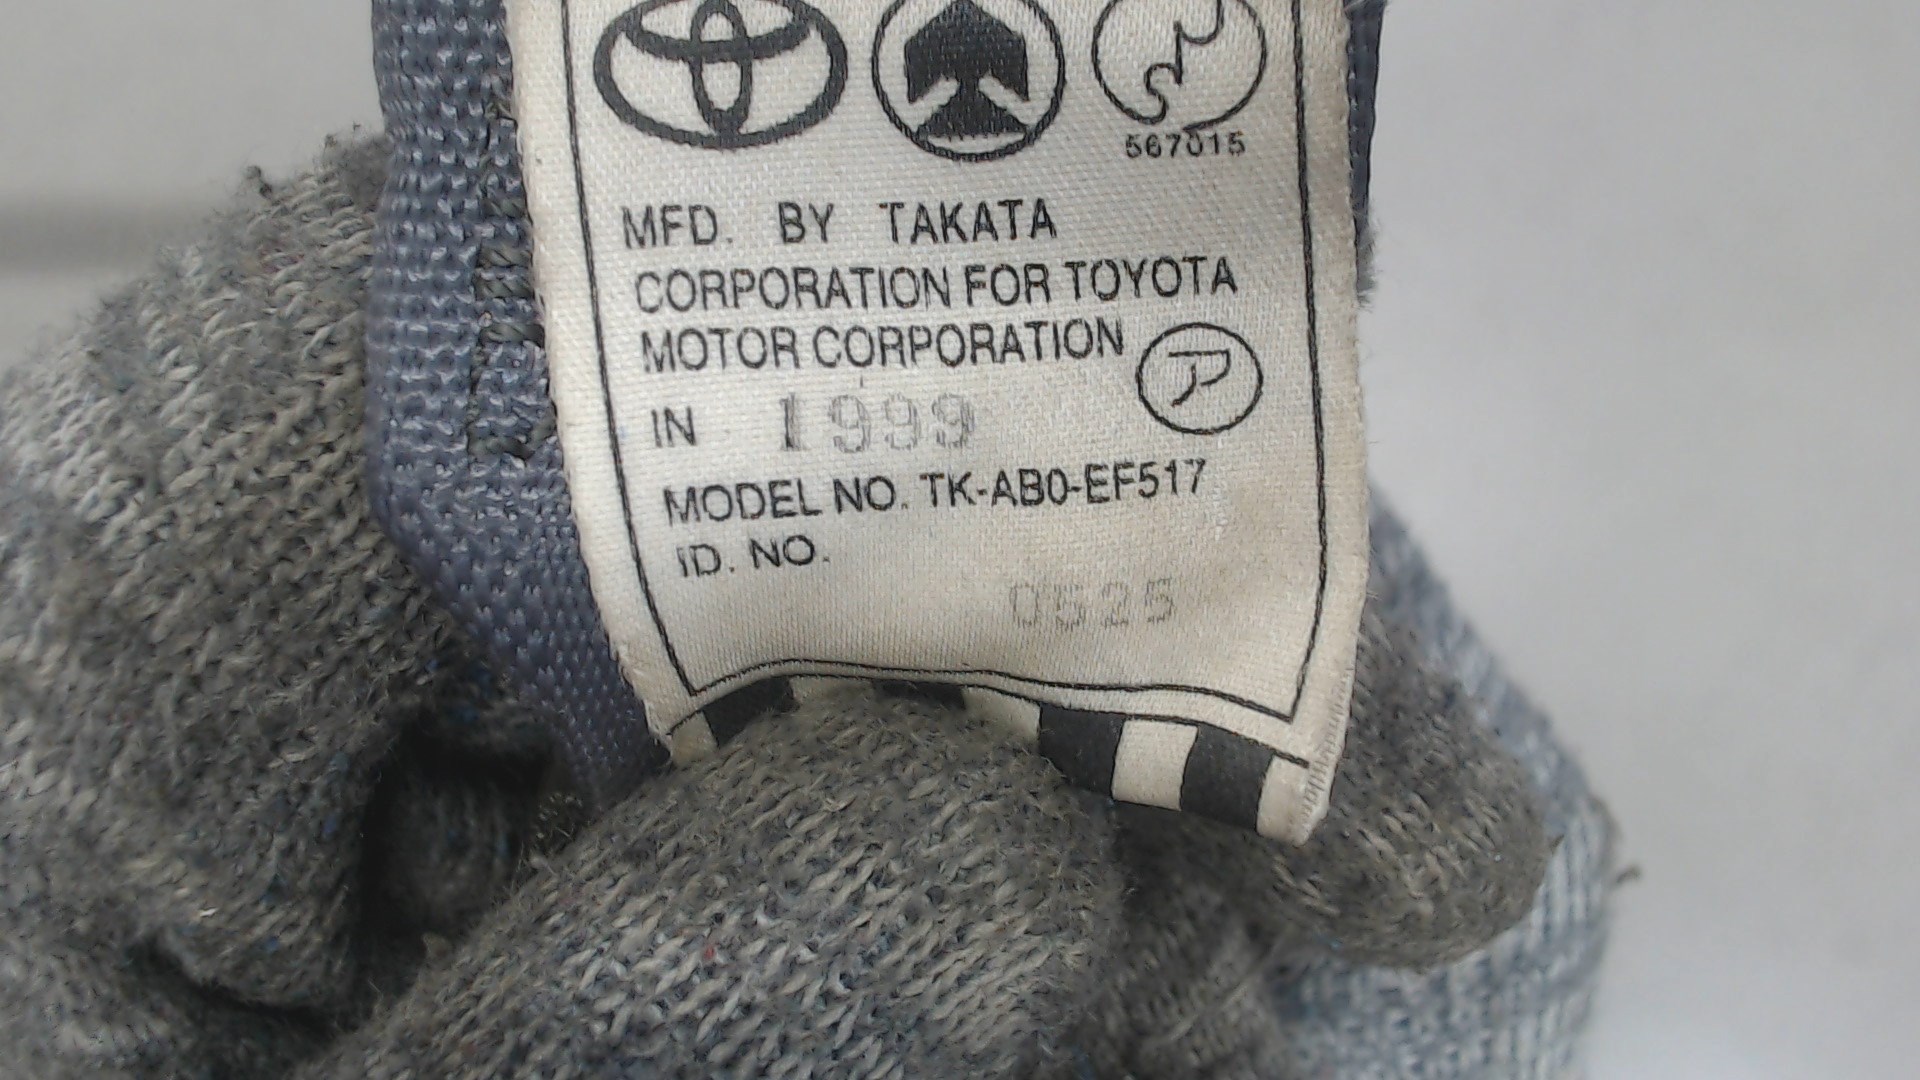 567015
MFD. BY TAKATA
CORPORATION FOR TOYOTA
MOTOR CORPORATION
ア
IN 1999
MODEL NO. TK-AB0-EF517
ID. NO.
0525